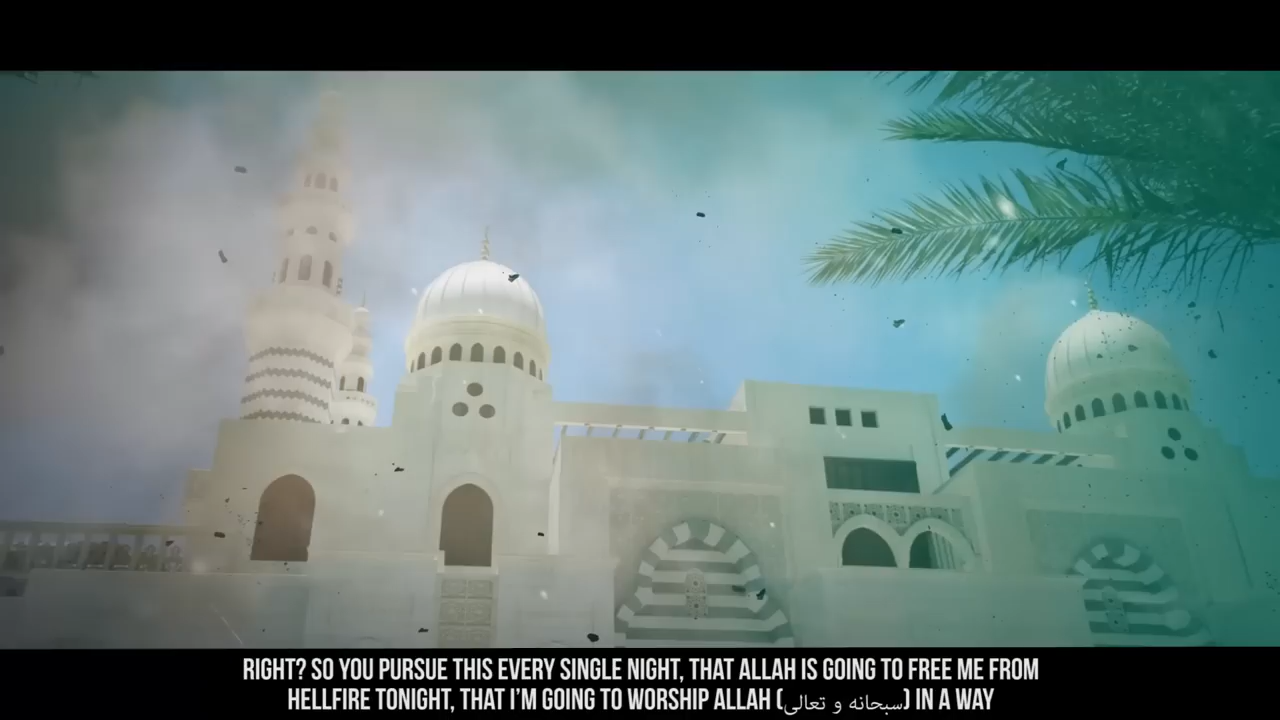 RIGHT? SO YOU PURSUE THIS EVERY SINGLE NIGHT, THAT ALLAH IS GOING TO FREE ME FROM
HELLFIRE TONIGHT, THAT I'M GOING TO WORSHIP ALLAH (سبحانه و تعالى) IN A WAY